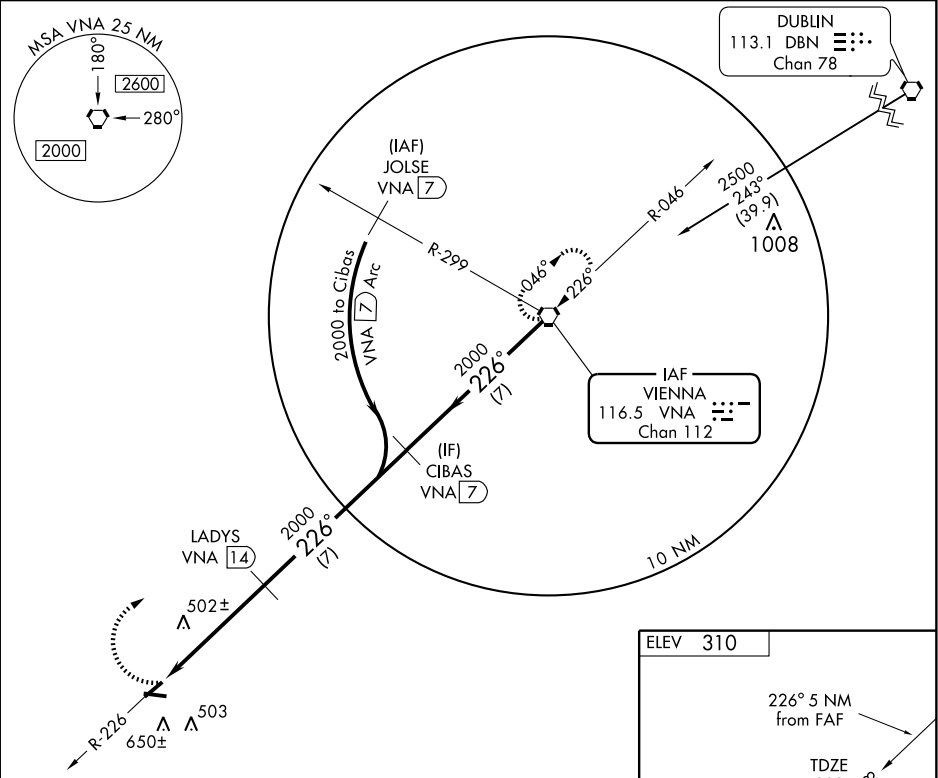 MSA VNA 25 NM
180°
2600
280°
2000
DUBLIN
113.1 DBN
Chan 78
(IAF)
JOLSE
VNA 7
R-299
R-046
2500
243°
(39.9)
1008
046°
226°
2000 to Cibas
VNA 7 Arc
2000
226°
(7)
IAF
VIENNA
116.5 VNA
Chan 112
(IF)
CIBAS
VNA 7
2000
226°
(7)
LADYS
VNA 14
10 NM
502±
503
650±
R-226
ELEV 310
226° 5 NM
from FAF
TDZE